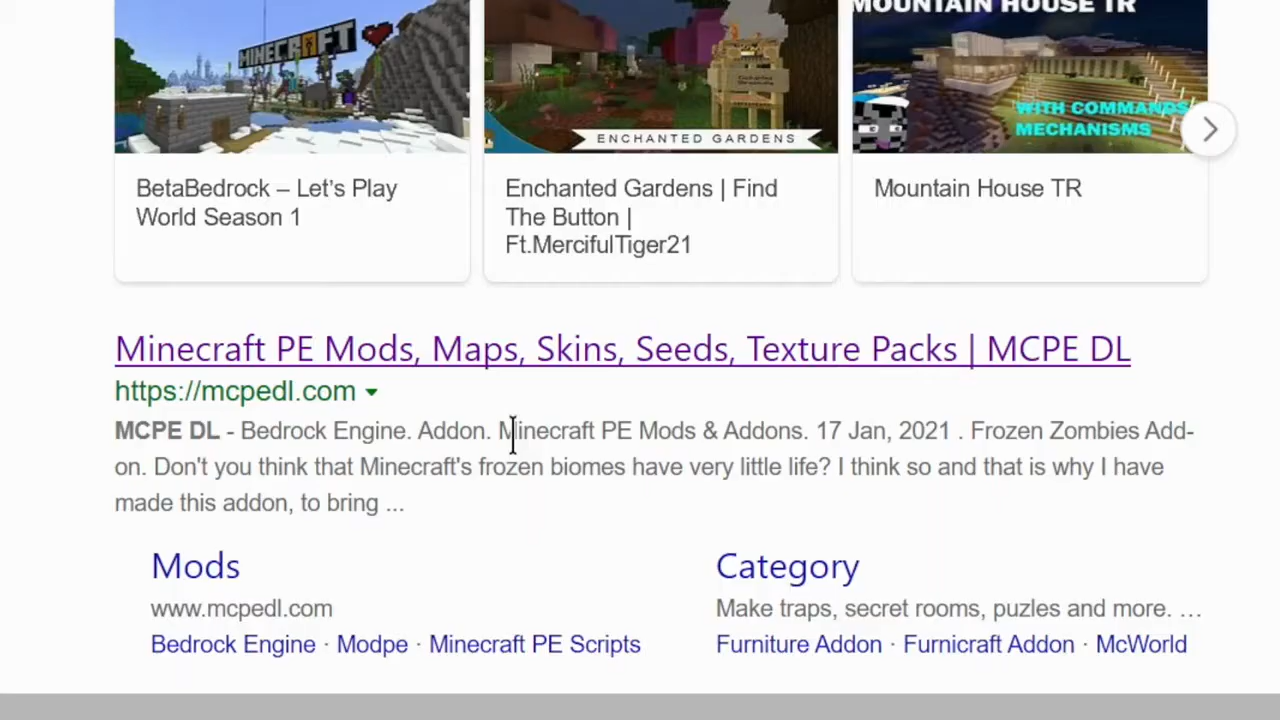 MINECRAFT
ENCHANTED GARDENS
MOUNTAIN HOUSE TR
WITH COMMANDS
MECHANISMS
BetaBedrock – Let's Play
World Season 1
Enchanted Gardens | Find
The Button |
Ft.MercifulTiger21
Mountain House TR
Minecraft PE Mods, Maps, Skins, Seeds, Texture Packs | MCPE DL
https://mcpedl.com
MCPE DL - Bedrock Engine. Addon. Minecraft PE Mods & Addons. 17 Jan, 2021 . Frozen Zombies Add-
on. Don't you think that Minecraft's frozen biomes have very little life? I think so and that is why I have
made this addon, to bring ...
Mods
www.mcpedl.com
Bedrock Engine · Modpe · Minecraft PE Scripts
Category
Make traps, secret rooms, puzles and more. …
Furniture Addon · Furnicraft Addon · McWorld